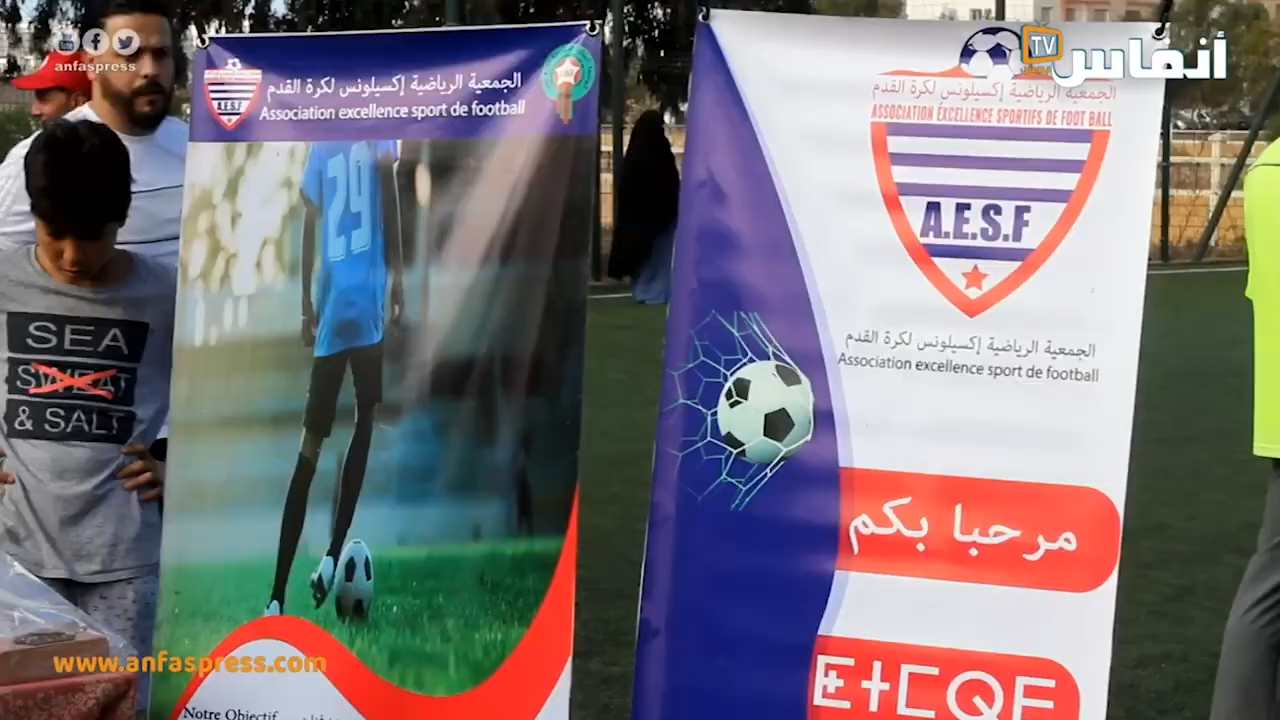 anfaspress
أنفاس TV
A.E.S.F
الجمعية الرياضية إكسيلونس لكرة القدم
Association excellence sport de football
29
SEA
SWEAT
& SALT
Notre Objectif
الجمعية الرياضية إكسيلونس لكرة القدم
ASSOCIATION EXCELLENCE SPORTIFS DE FOOT BALL
A.E.S.F
الجمعية الرياضية إكسيلونس لكرة القدم
Association excellence sport de football
مرحبا بكم
www.anfaspress.com